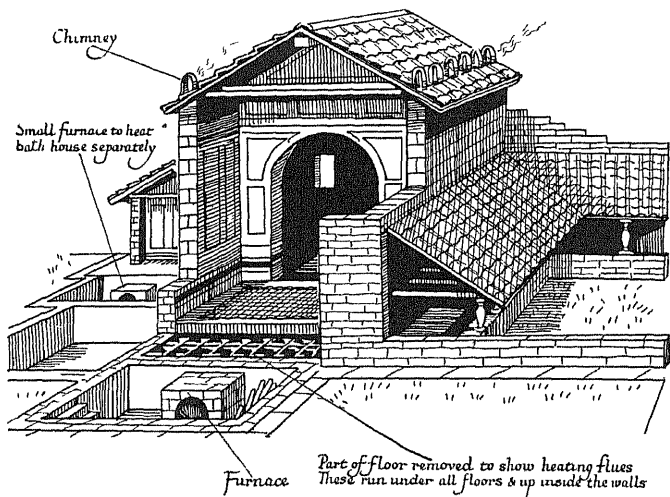 Chimney
Small furnace to heat
bath house separately
Furnace
Part of floor removed to show heating flues
These run under all floors & up inside the walls